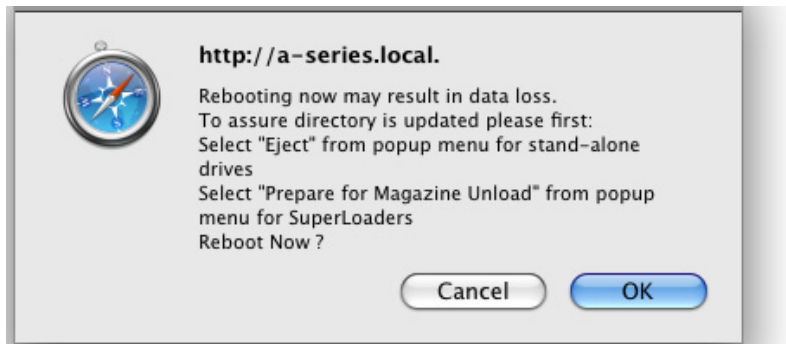 http://a-series.local.
Rebooting now may result in data loss.
To assure directory is updated please first:
Select "Eject" from popup menu for stand-alone
drives
Select "Prepare for Magazine Unload" from popup
menu for SuperLoaders
Reboot Now ?
Cancel OK